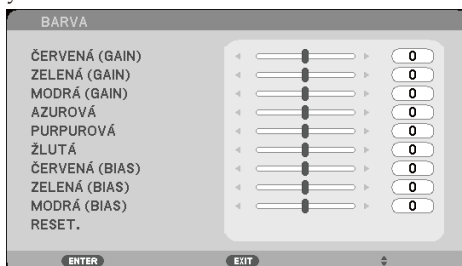 BARVA
ČERVENÁ (GAIN) 0
ZELENÁ (GAIN) 0
MODRÁ (GAIN) 0
AZUROVÁ 0
PURPUROVÁ 0
ŽLUTÁ 0
ČERVENÁ (BIAS) 0
ZELENÁ (BIAS) 0
MODRÁ (BIAS) 0
RESET.
ENTER EXIT